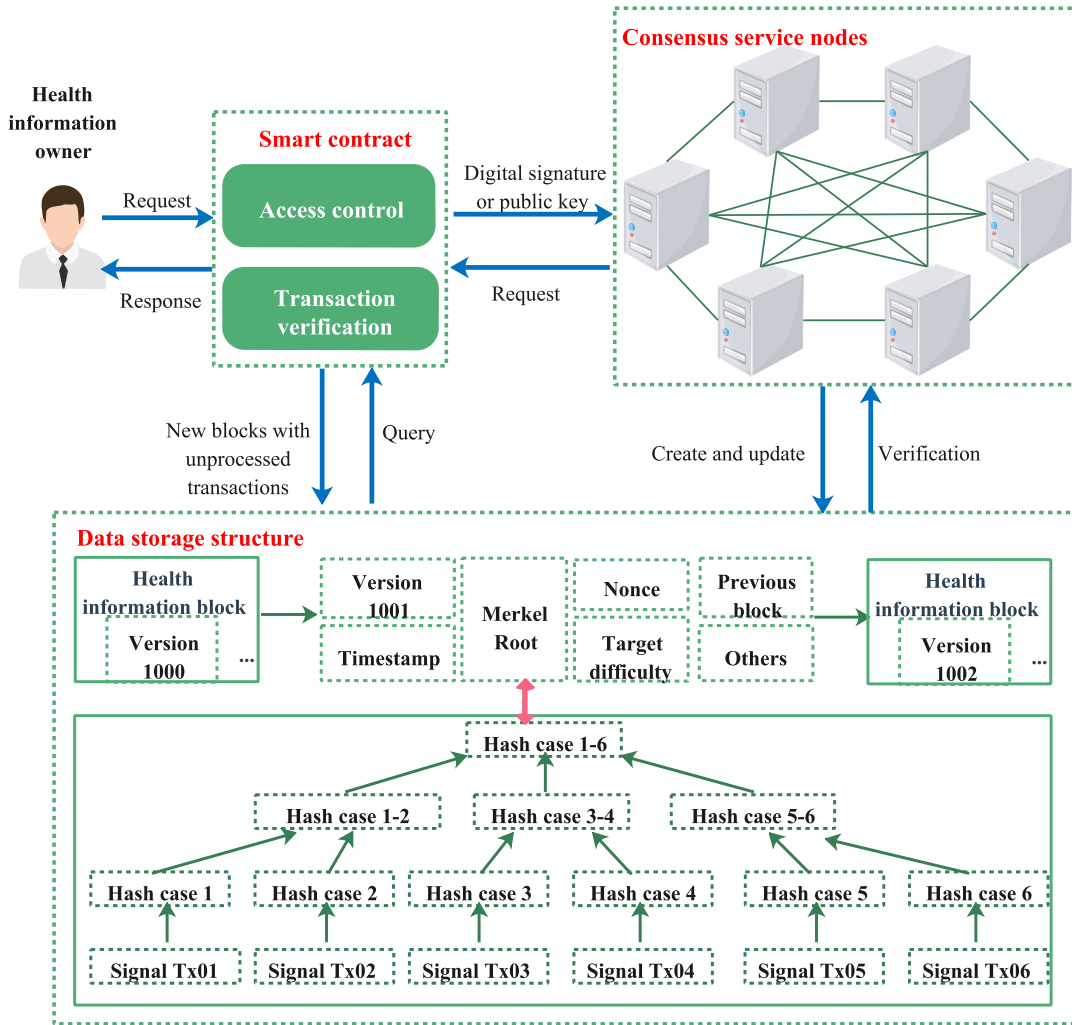 Consensus service nodes
Health
information
owner
Smart contract
Access control
Transaction
verification
Request
Response
Digital signature
or public key
Request
New blocks with
unprocessed
transactions
Query
Create and update
Verification
Data storage structure
Health
information block
Version
1000
...
Version
1001
Timestamp
Merkel
Root
Nonce
Target
difficulty
Previous
block
Others
Health
information block
Version
1002
...
Hash case 1-6
Hash case 1-2
Hash case 3-4
Hash case 5-6
Hash case 1
Hash case 2
Hash case 3
Hash case 4
Hash case 5
Hash case 6
Signal Tx01
Signal Tx02
Signal Tx03
Signal Tx04
Signal Tx05
Signal Tx06